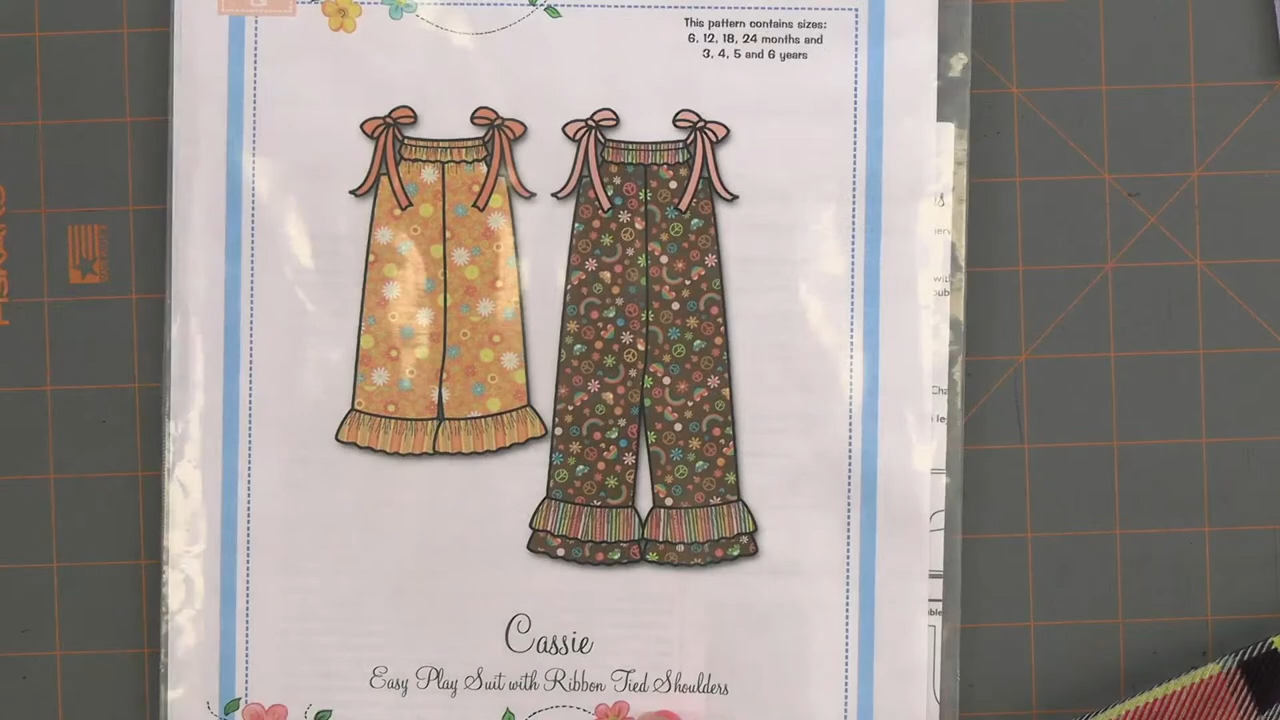 This pattern contains sizes:
6, 12, 18, 24 months and
3, 4, 5 and 6 years
Cassie
Easy Play Suit with Ribbon Tied Shoulders